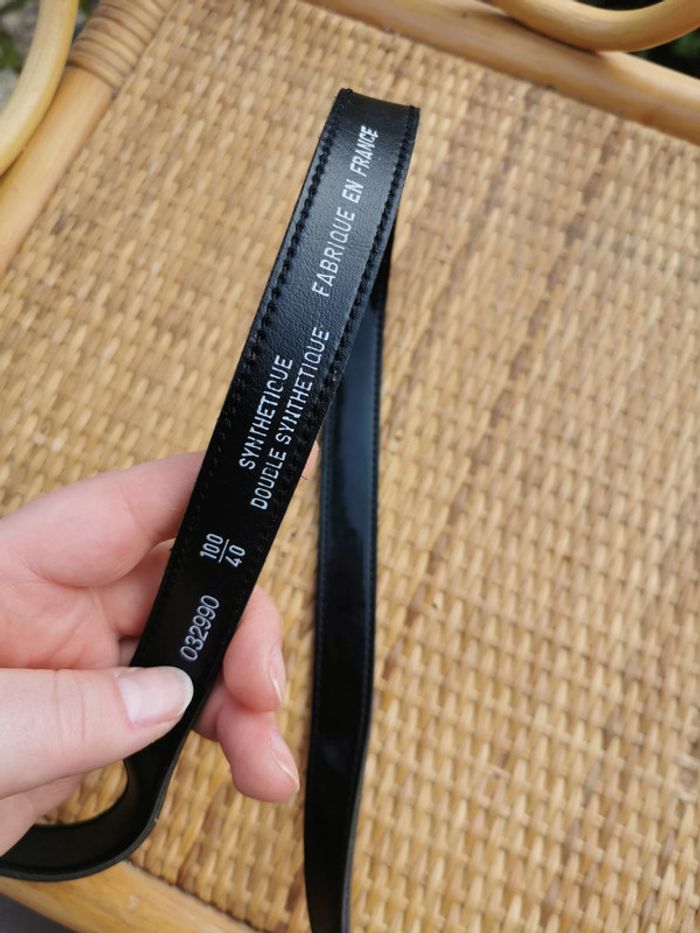 032990
100
40
SYNTHETIQUE
DOUBLE SYNTHETIQUE
FABRIQUE EN FRANCE